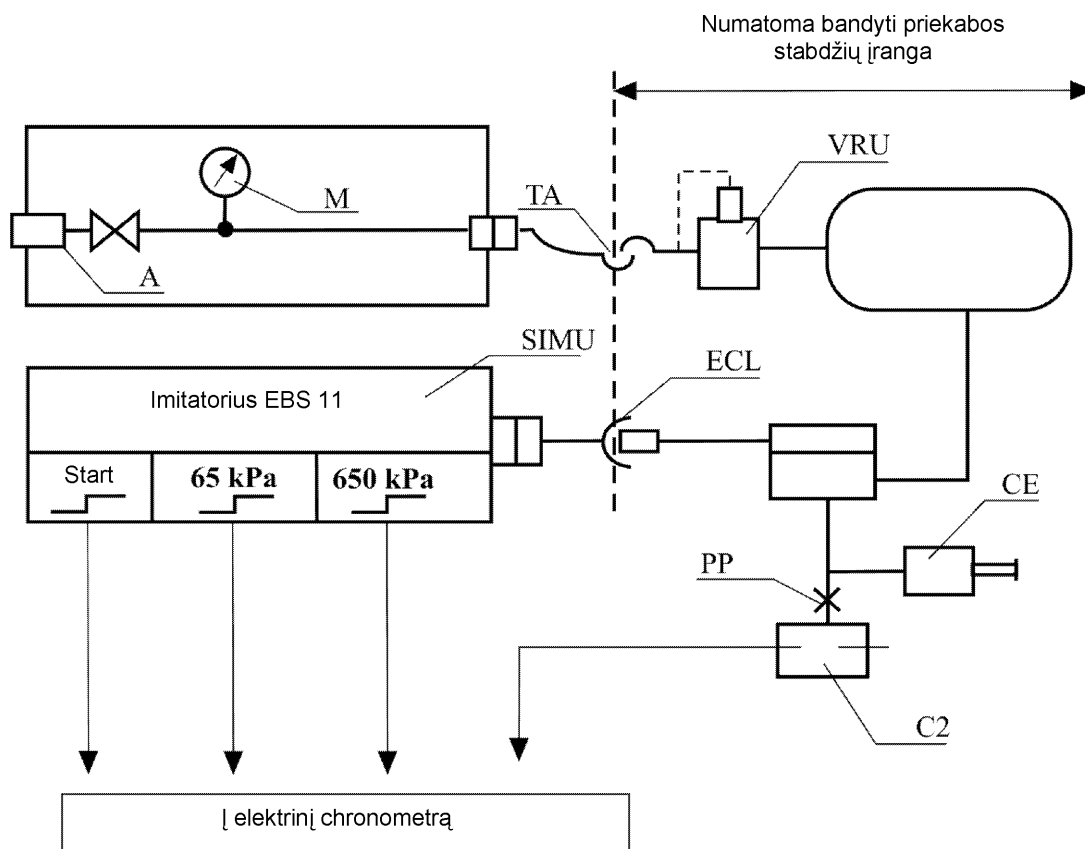 Numatoma bandyti priekabos
stabdžių įranga
VRU
M
TA
A
SIMU
ECL
Imitatorius EBS 11
Start
65 kPa
650 kPa
CE
PP
C2
Į elektrinį chronometrą